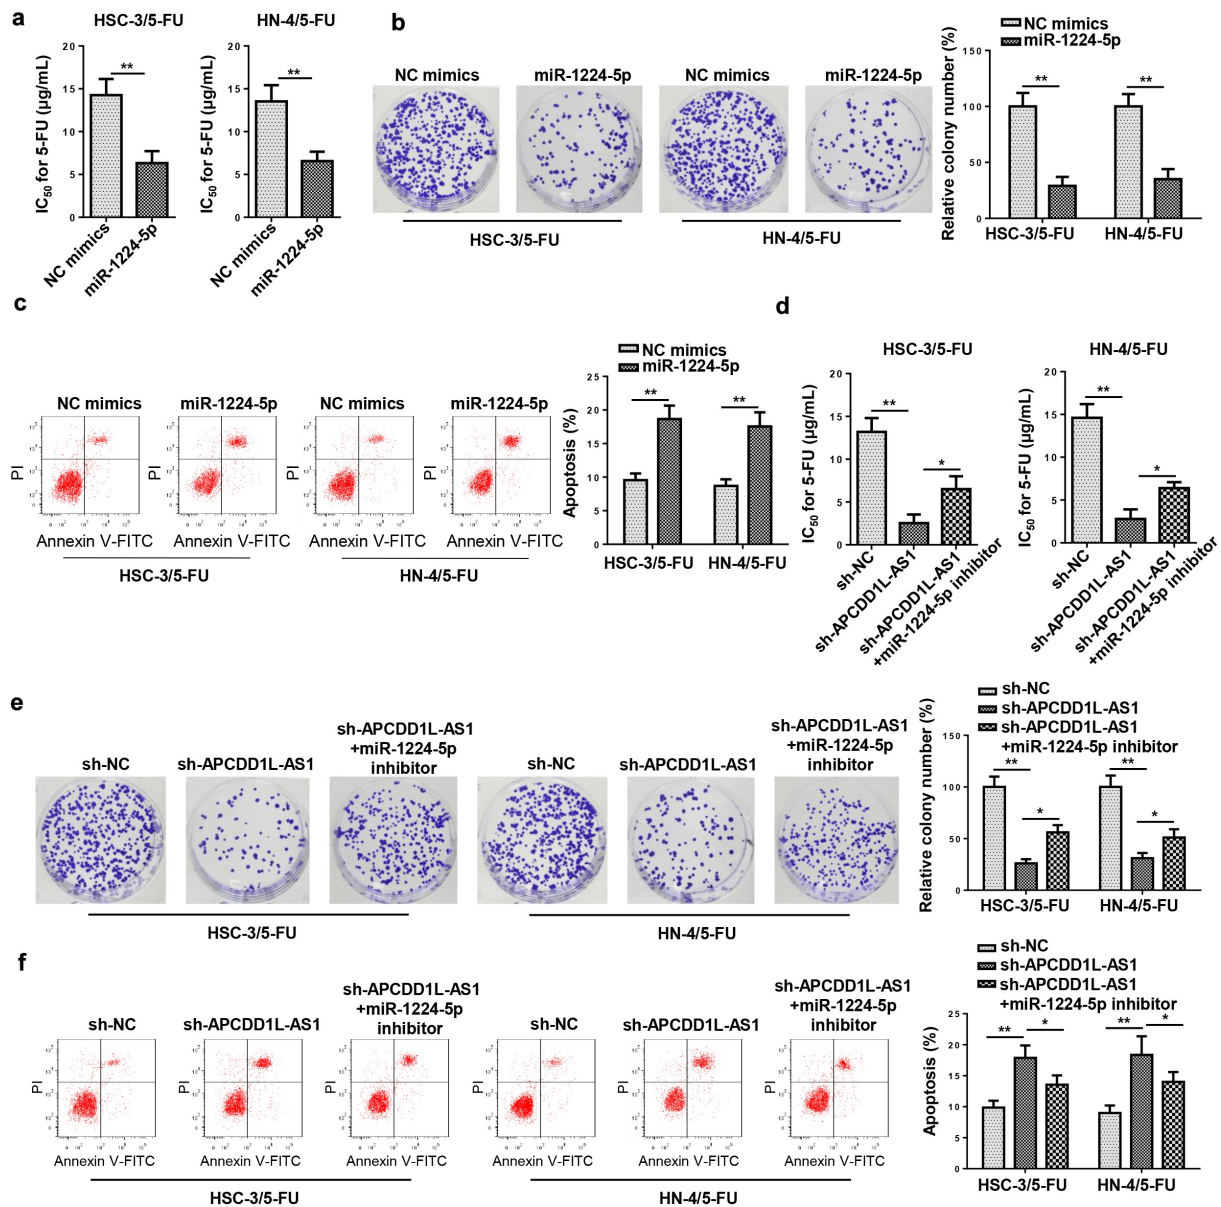 a
HSC-3/5-FU
HN-4/5-FU
IC50 for 5-FU (µg/mL)
20
15
10
5
0
**
NC mimics
miR-1224-5p
IC50 for 5-FU (µg/mL)
20
15
10
5
0
**
NC mimics
miR-1224-5p
b
NC mimics
miR-1224-5p
NC mimics
miR-1224-5p
HSC-3/5-FU
HN-4/5-FU
NC mimics
miR-1224-5p
Relative colony number (%)
150
100
50
0
**
**
HSC-3/5-FU
HN-4/5-FU
c
NC mimics
miR-1224-5p
NC mimics
miR-1224-5p
PI
PI
PI
PI
Annexin V-FITC
Annexin V-FITC
Annexin V-FITC
Annexin V-FITC
HSC-3/5-FU
HN-4/5-FU
NC mimics
miR-1224-5p
Apoptosis (%)
25
20
15
10
5
0
**
**
HSC-3/5-FU
HN-4/5-FU
d
HSC-3/5-FU
HN-4/5-FU
IC50 for 5-FU (µg/mL)
20
15
10
5
0
**
*
sh-NC
sh-APCDD1L-AS1
sh-APCDD1L-AS1
+miR-1224-5p inhibitor
IC50 for 5-FU (µg/mL)
20
15
10
5
0
**
*
sh-NC
sh-APCDD1L-AS1
sh-APCDD1L-AS1
+miR-1224-5p inhibitor
e
sh-NC
sh-APCDD1L-AS1
sh-APCDD1L-AS1
+miR-1224-5p
inhibitor
sh-NC
sh-APCDD1L-AS1
sh-APCDD1L-AS1
+miR-1224-5p
inhibitor
HSC-3/5-FU
HN-4/5-FU
sh-NC
sh-APCDD1L-AS1
sh-APCDD1L-AS1
+miR-1224-5p inhibitor
Relative colony number (%)
150
100
50
0
**
*
**
*
HSC-3/5-FU
HN-4/5-FU
f
sh-NC
sh-APCDD1L-AS1
sh-APCDD1L-AS1
+miR-1224-5p
inhibitor
sh-NC
sh-APCDD1L-AS1
sh-APCDD1L-AS1
+miR-1224-5p
inhibitor
PI
PI
PI
PI
PI
PI
Annexin V-FITC
Annexin V-FITC
Annexin V-FITC
Annexin V-FITC
Annexin V-FITC
Annexin V-FITC
HSC-3/5-FU
HN-4/5-FU
sh-NC
sh-APCDD1L-AS1
sh-APCDD1L-AS1
+miR-1224-5p inhibitor
Apoptosis (%)
25
20
15
10
5
0
**
*
**
*
HSC-3/5-FU
HN-4/5-FU